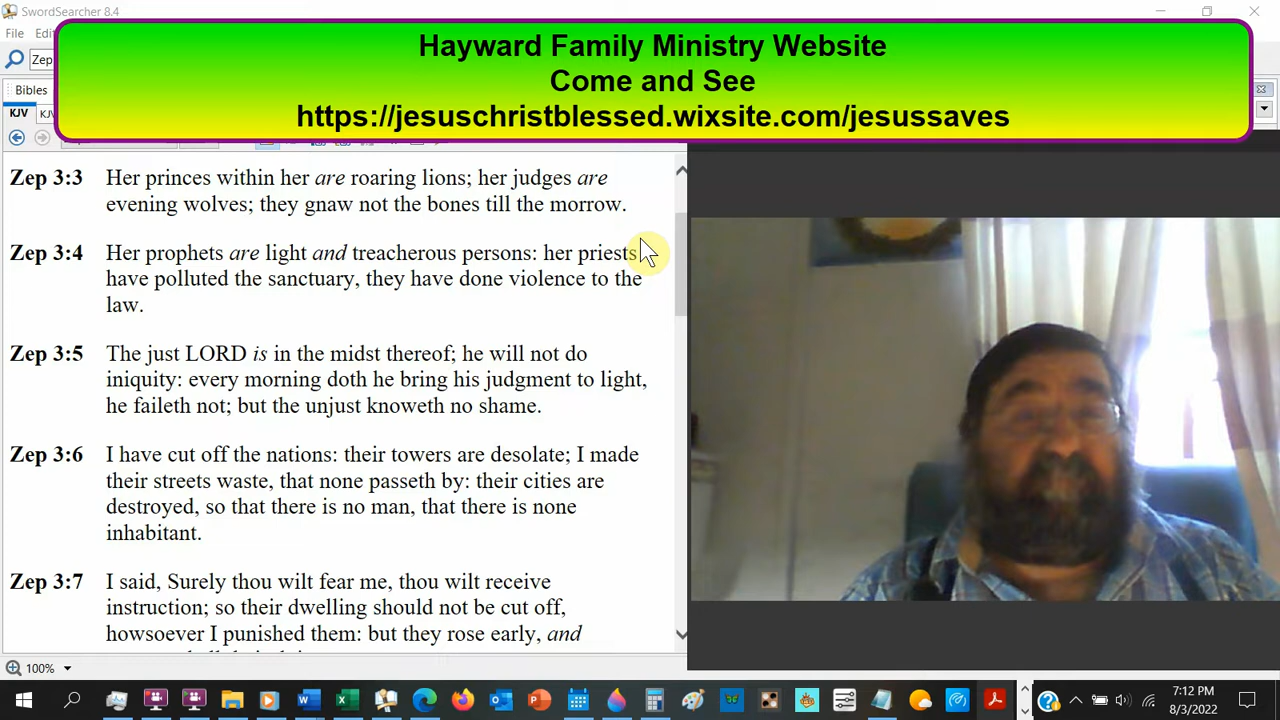 SwordSearcher 8.4
File
Hayward Family Ministry Website
Come and See
https://jesuschristblessed.wixsite.com/jesussaves
Zep
Bibles
KJV
Zep 3:3 Her princes within her are roaring lions; her judges are
evening wolves; they gnaw not the bones till the morrow.
Zep 3:4 Her prophets are light and treacherous persons: her priests
have polluted the sanctuary, they have done violence to the
law.
Zep 3:5 The just LORD is in the midst thereof; he will not do
iniquity: every morning doth he bring his judgment to light,
he faileth not; but the unjust knoweth no shame.
Zep 3:6 I have cut off the nations: their towers are desolate; I made
their streets waste, that none passeth by: their cities are
destroyed, so that there is no man, that there is none
inhabitant.
Zep 3:7 I said, Surely thou wilt fear me, thou wilt receive
instruction; so their dwelling should not be cut off,
howsoever I punished them: but they rose early, and
100%
7:12 PM
8/3/2022